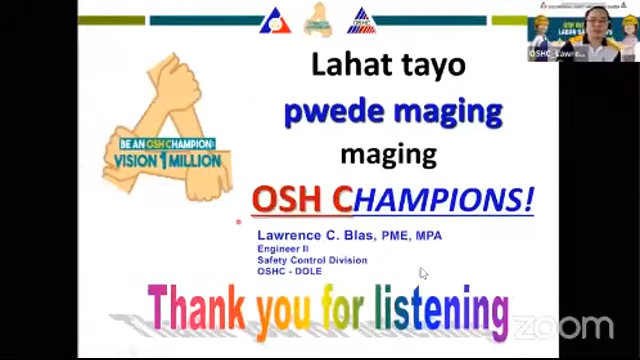 Lahat tayo
pwede maging
maging
OSH CHAMPIONS!
BE AN OSH CHAMPION:
VISION 1 MILLION
Lawrence C. Blas, PME, MPA
Engineer II
Safety Control Division
OSHC - DOLE
Thank you for listening
zoom
OSHC